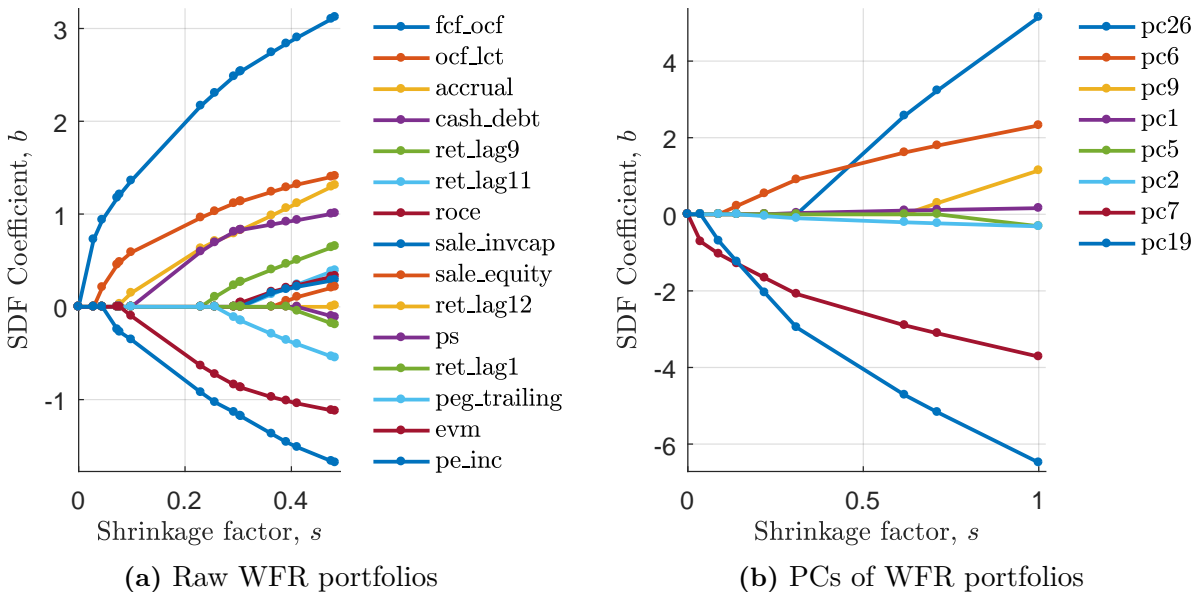 3
2
1
0
-1
SDF Coefficient, b
0
0.2
0.4
Shrinkage factor, s
fcf_ocf
ocf_lct
accrual
cash_debt
ret_lag9
ret_lag11
roce
sale_invcap
sale_equity
ret_lag12
ps
ret_lag1
peg_trailing
evm
pe_inc
(a) Raw WFR portfolios
4
2
0
-2
-4
-6
SDF Coefficient, b
0
0.5
1
Shrinkage factor, s
pc26
pc6
pc9
pc1
pc5
pc2
pc7
pc19
(b) PCs of WFR portfolios